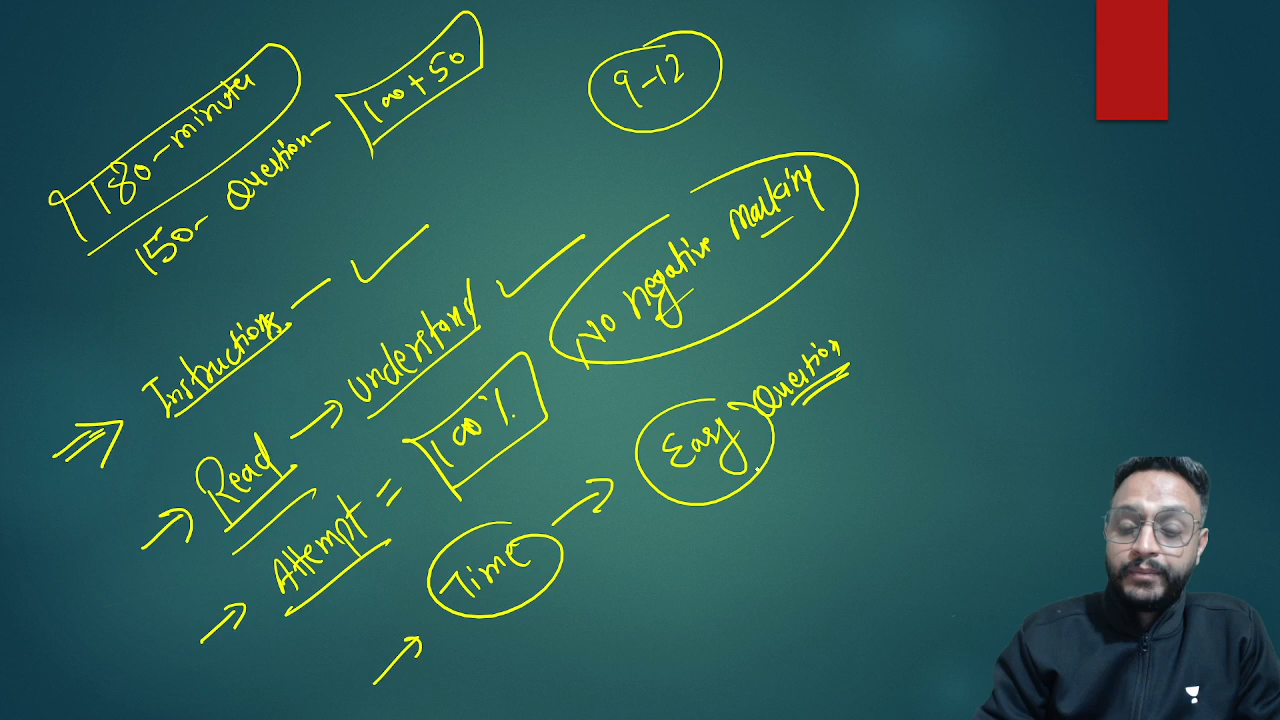 180-minutes
150- Question- 100+50
9-12
Instructions - ✓
Read → Understand ✓
No negative Marking
Attempt = 100%
Time → Easy Question